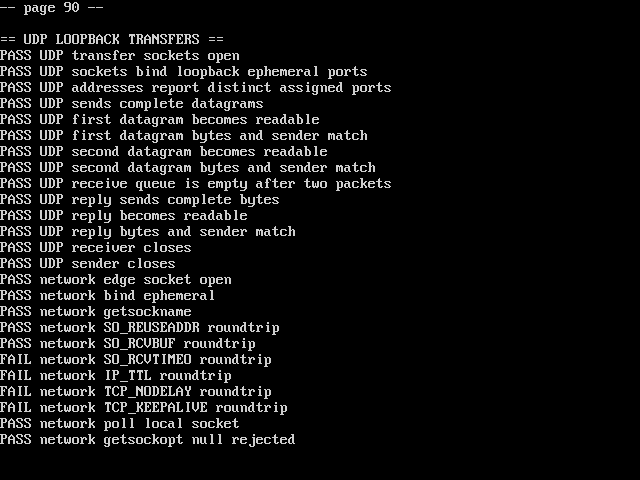 -- page 90 --
== UDP LOOPBACK TRANSFERS ==
PASS UDP transfer sockets open
PASS UDP sockets bind loopback ephemeral ports
PASS UDP addresses report distinct assigned ports
PASS UDP sends complete datagrams
PASS UDP first datagram becomes readable
PASS UDP first datagram bytes and sender match
PASS UDP second datagram becomes readable
PASS UDP second datagram bytes and sender match
PASS UDP receive queue is empty after two packets
PASS UDP reply sends complete bytes
PASS UDP reply becomes readable
PASS UDP reply bytes and sender match
PASS UDP receiver closes
PASS UDP sender closes
PASS network edge socket open
PASS network bind ephemeral
PASS network getsockname
PASS network SO_REUSEADDR roundtrip
PASS network SO_RCVBUF roundtrip
FAIL network SO_RCVTIMEO roundtrip
FAIL network IP_TTL roundtrip
FAIL network TCP_NODELAY roundtrip
FAIL network TCP_KEEPALIVE roundtrip
PASS network poll local socket
PASS network getsockopt null rejected